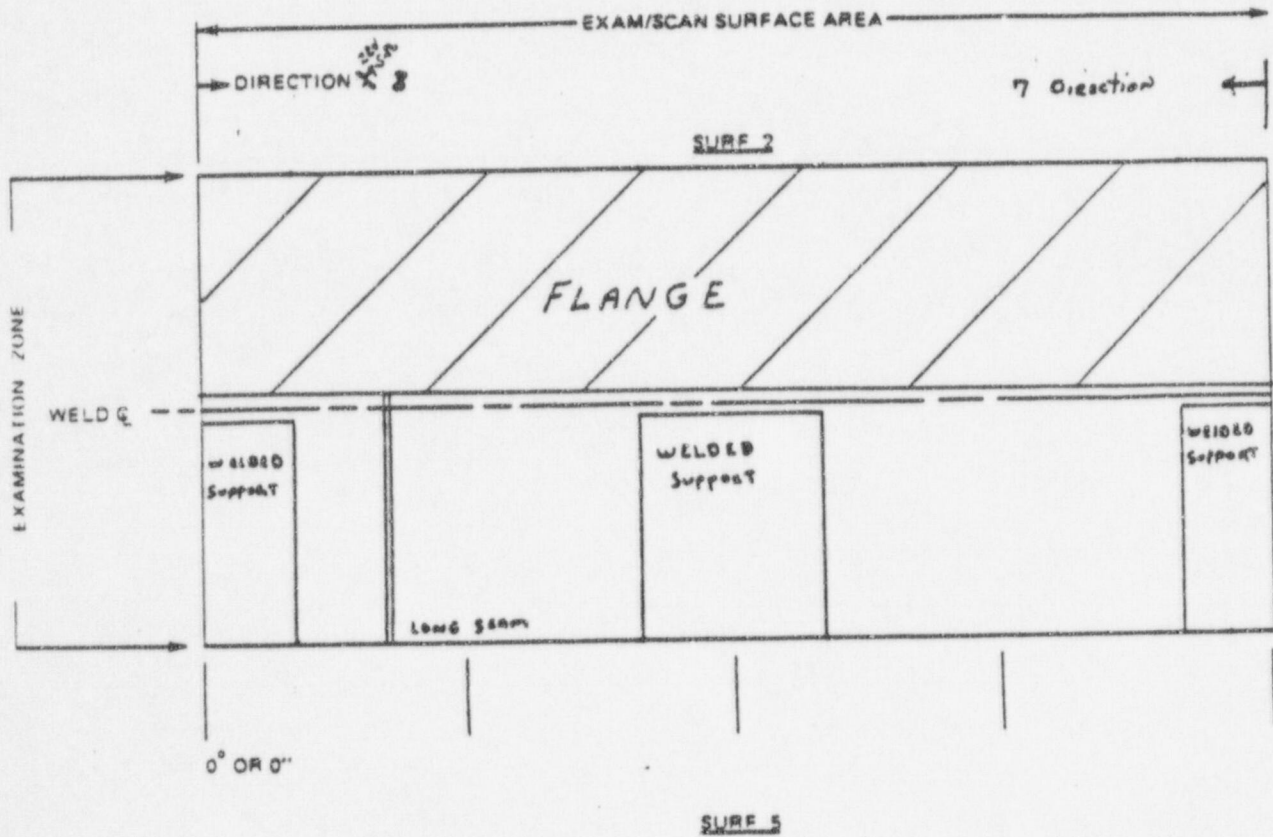 EXAM/SCAN SURFACE AREA
DIRECTION 8
7 Direction
SURF 2
FLANGE
EXAMINATION ZONE
WELD ℄
WELDED
Support
WELDED
Support
WELDED
Support
LONG SEAM
0° OR 0"
SURF 5